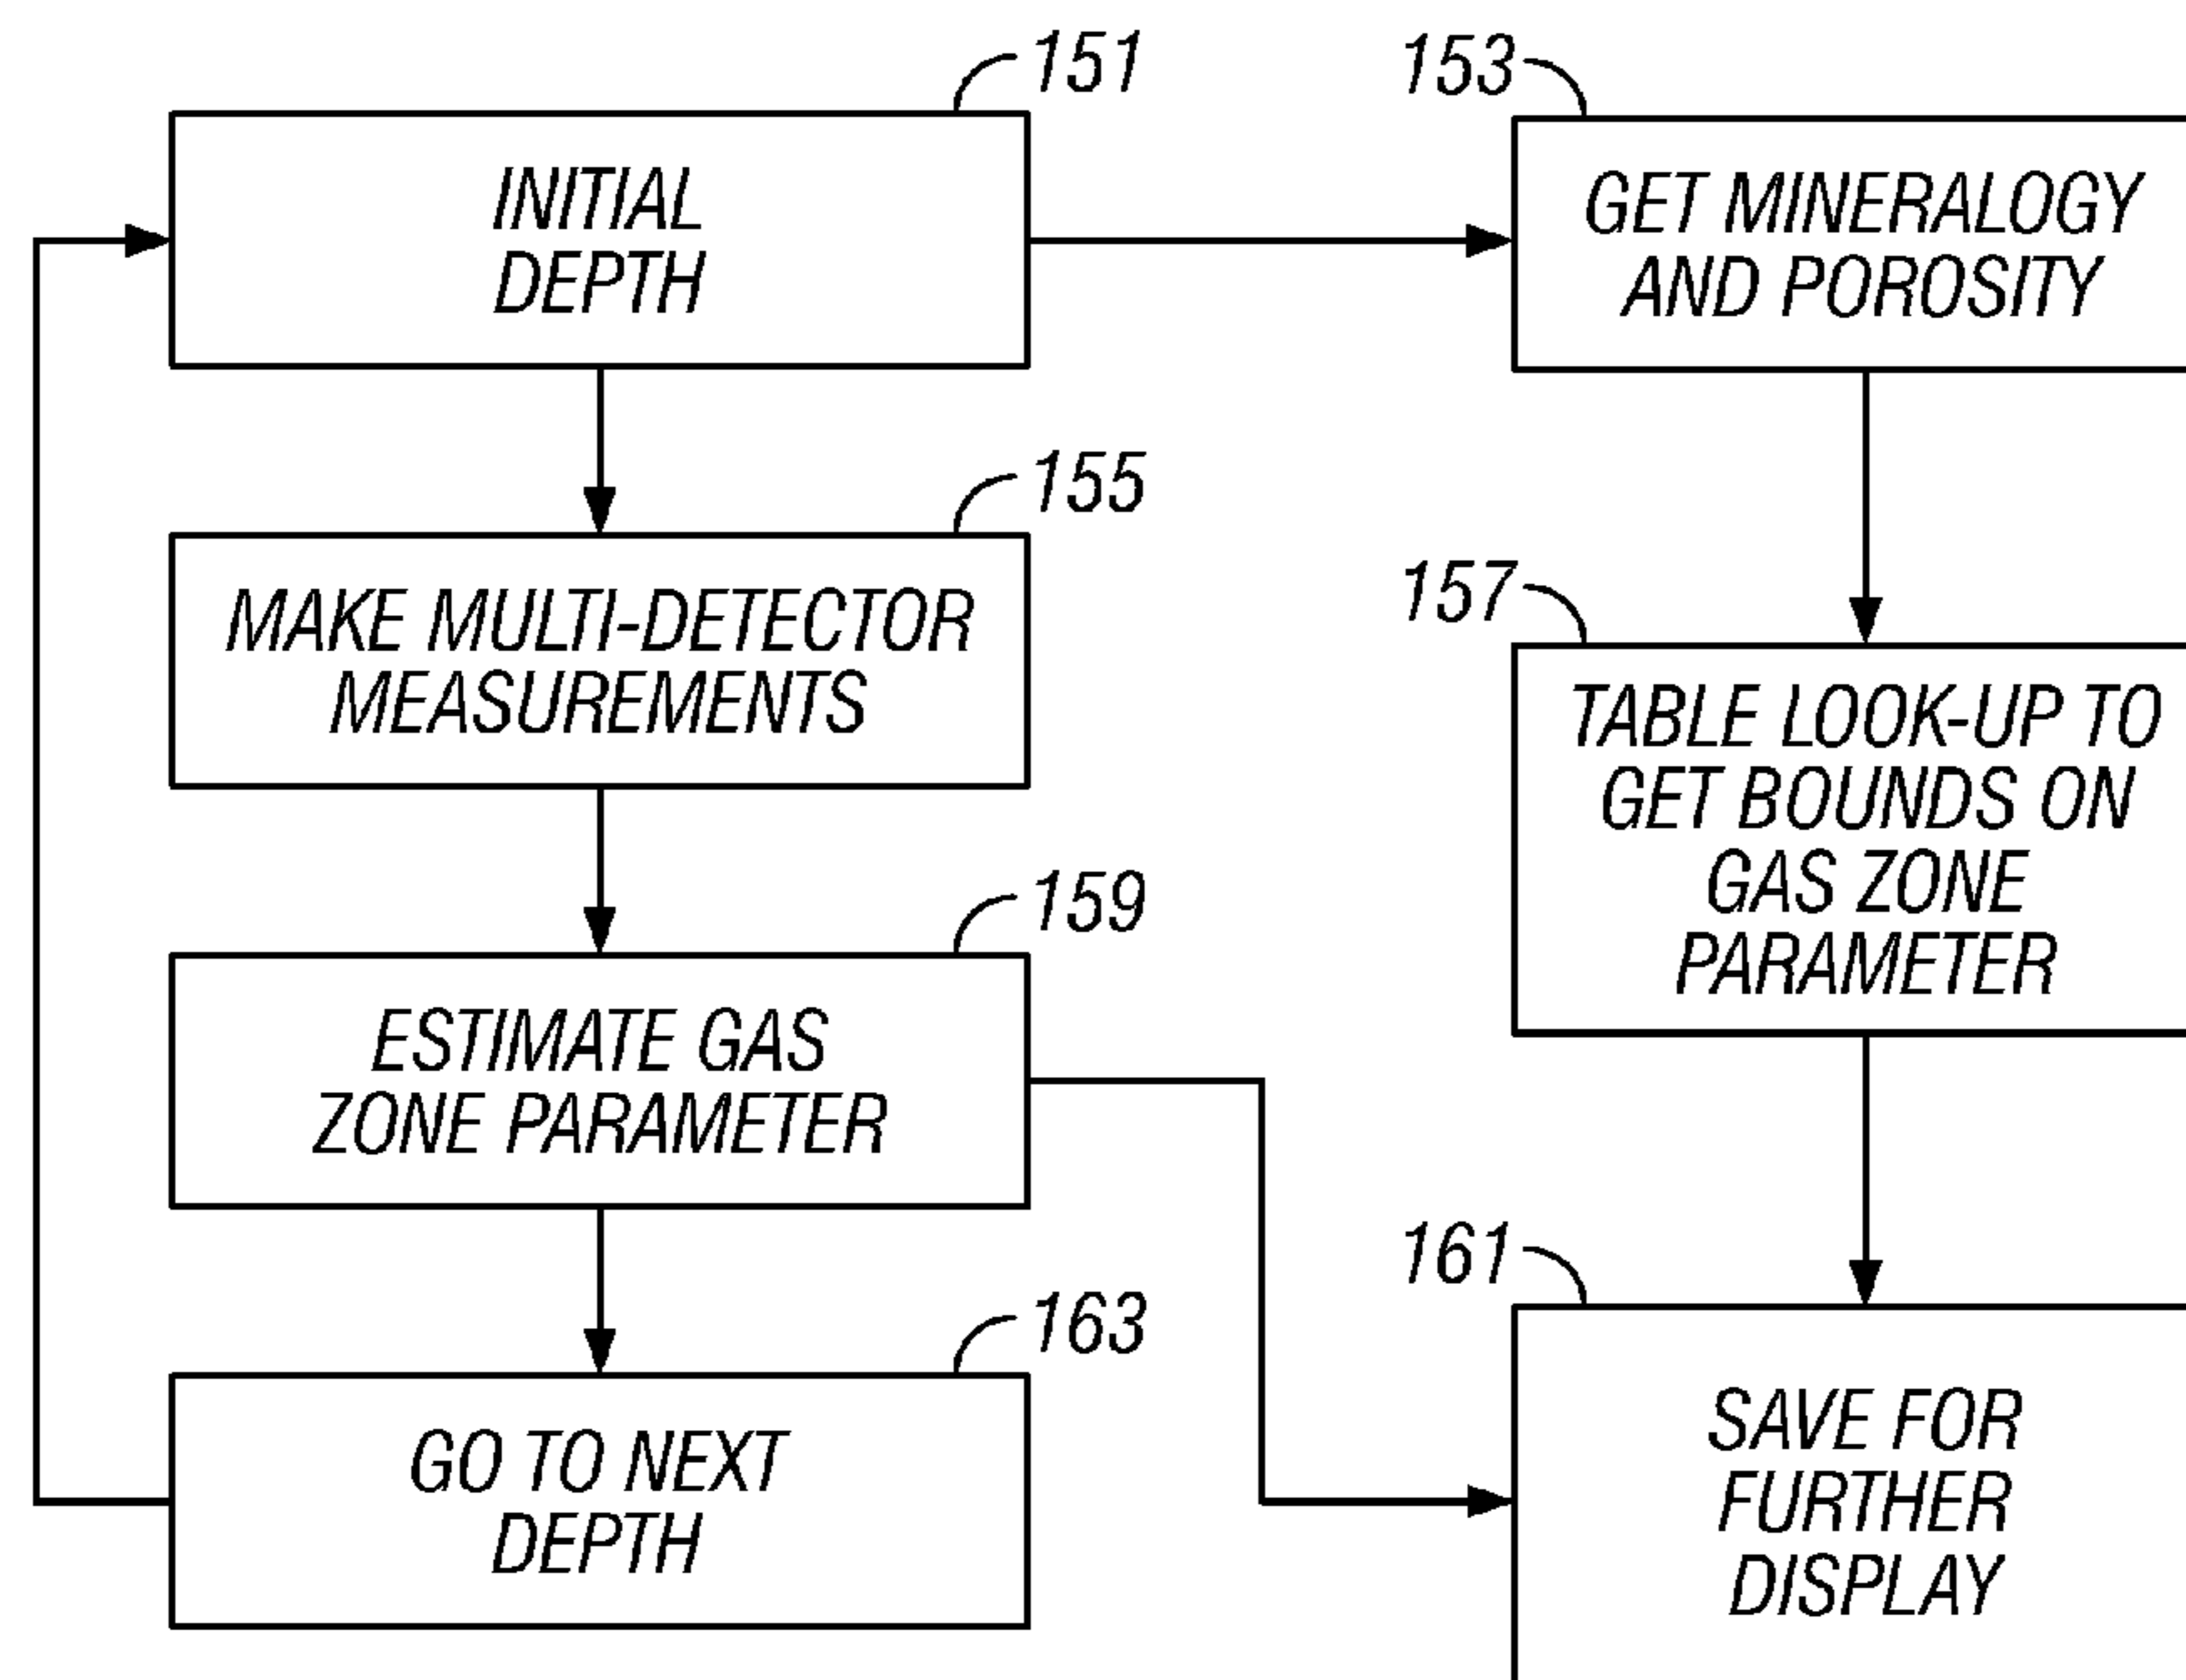 151
INITIAL
DEPTH
153
GET MINERALOGY
AND POROSITY
155
MAKE MULTI-DETECTOR
MEASUREMENTS
157
TABLE LOOK-UP TO
GET BOUNDS ON
GAS ZONE
PARAMETER
159
ESTIMATE GAS
ZONE PARAMETER
161
SAVE FOR
FURTHER
DISPLAY
163
GO TO NEXT
DEPTH